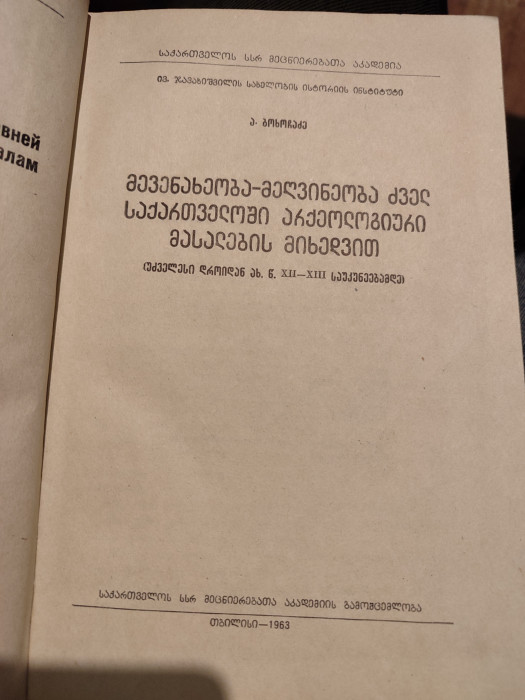 вней
алам
საქართველოს სსრ მეცნიერებათა აკადემია
ივ. ჯავახიშვილის სახელობის ისტორიის ინსტიტუტი
ა. ბოხოჩაძე
მევენახეობა-მეღვინეობა ძველ
საქართველოში არქეოლოგიური
მასალების მიხედვით
(უძველესი დროიდან ახ. წ. XII—XIII საუკუნეებამდე)
საქართველოს სსრ მეცნიერებათა აკადემიის გამომცემლობა
თბილისი—1963